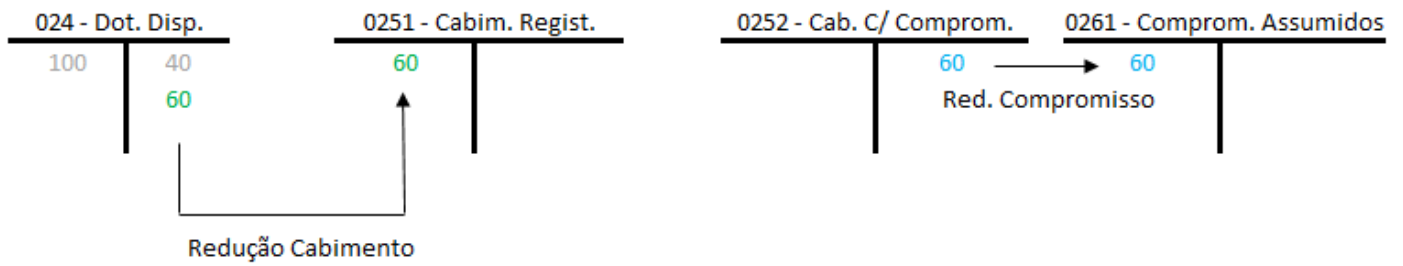 024 - Dot. Disp. 0251 - Cabim. Regist. 0252 - Cab. C/ Comprom. 0261 - Comprom. Assumidos
100 40 60 60 60
60 Red. Compromisso
Redução Cabimento